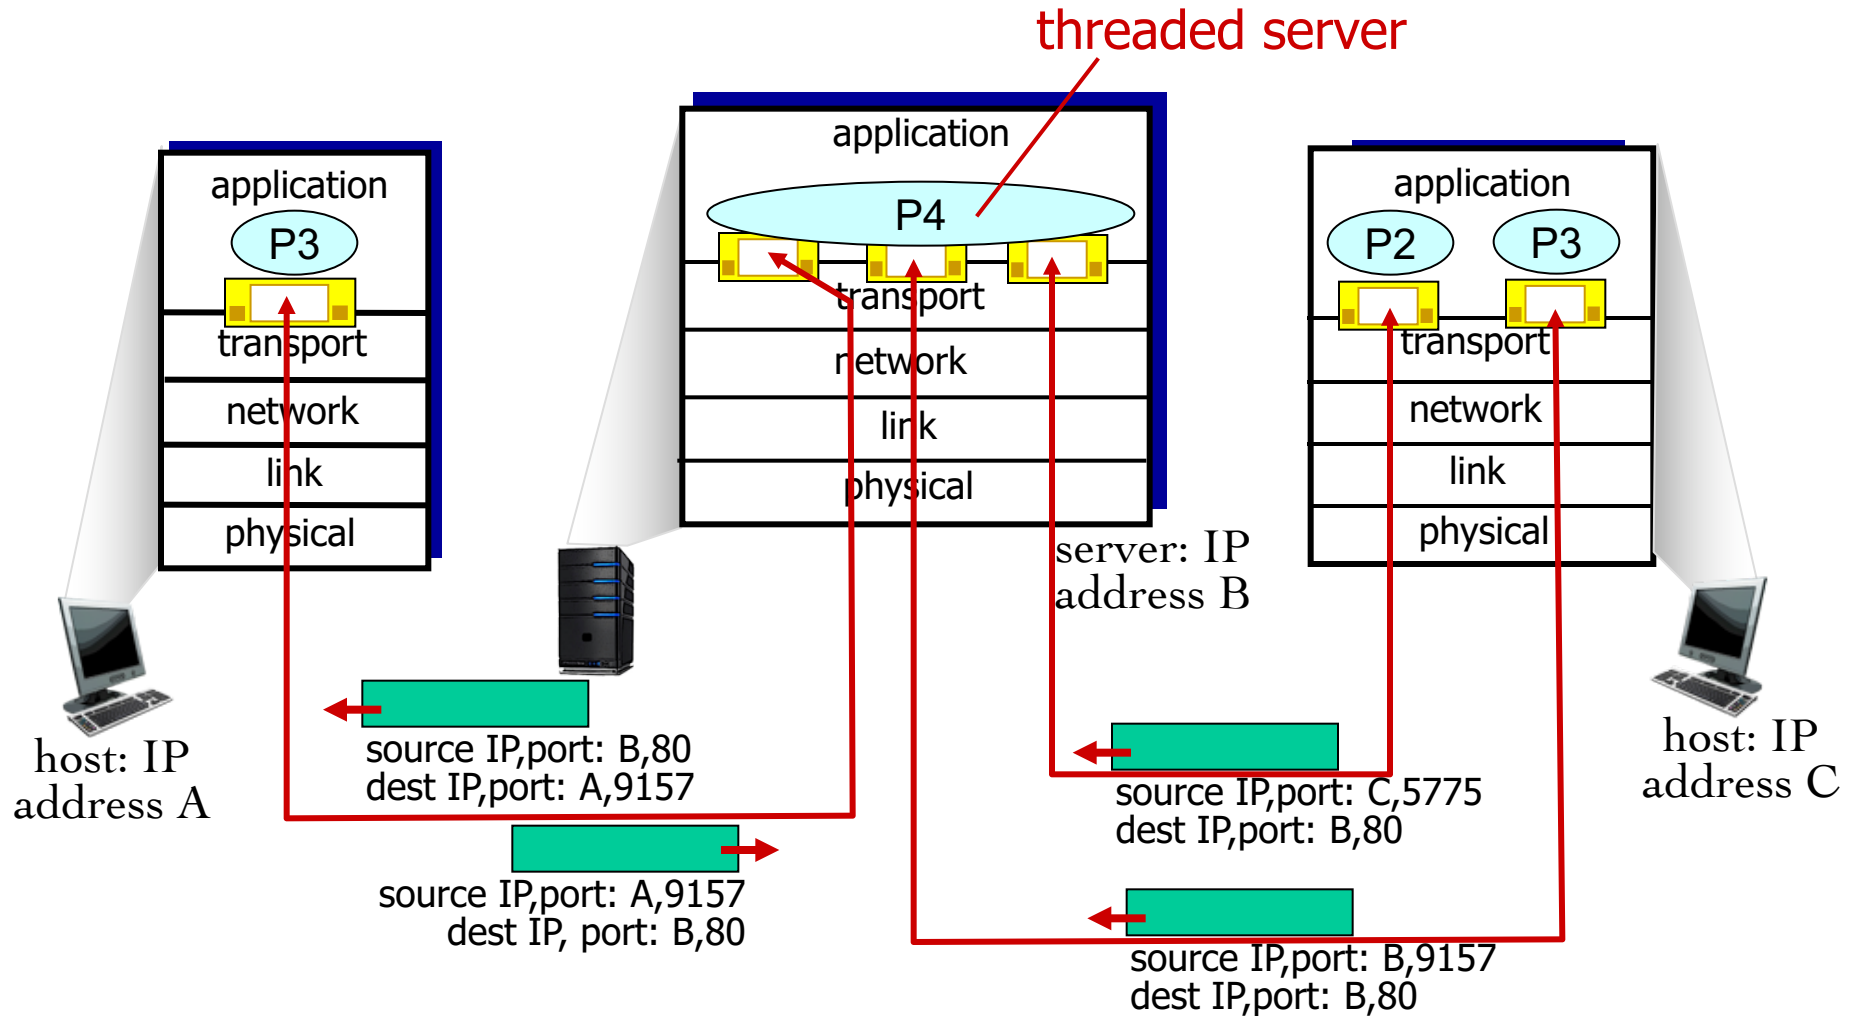 threaded server
application
P3
transport
network
link
physical
application
P4
transport
network
link
physical
application
P2
P3
transport
network
link
physical
server: IP
address B
host: IP
address A
host: IP
address C
source IP,port: B,80
dest IP,port: A,9157
source IP,port: A,9157
dest IP, port: B,80
source IP,port: C,5775
dest IP,port: B,80
source IP,port: B,9157
dest IP,port: B,80